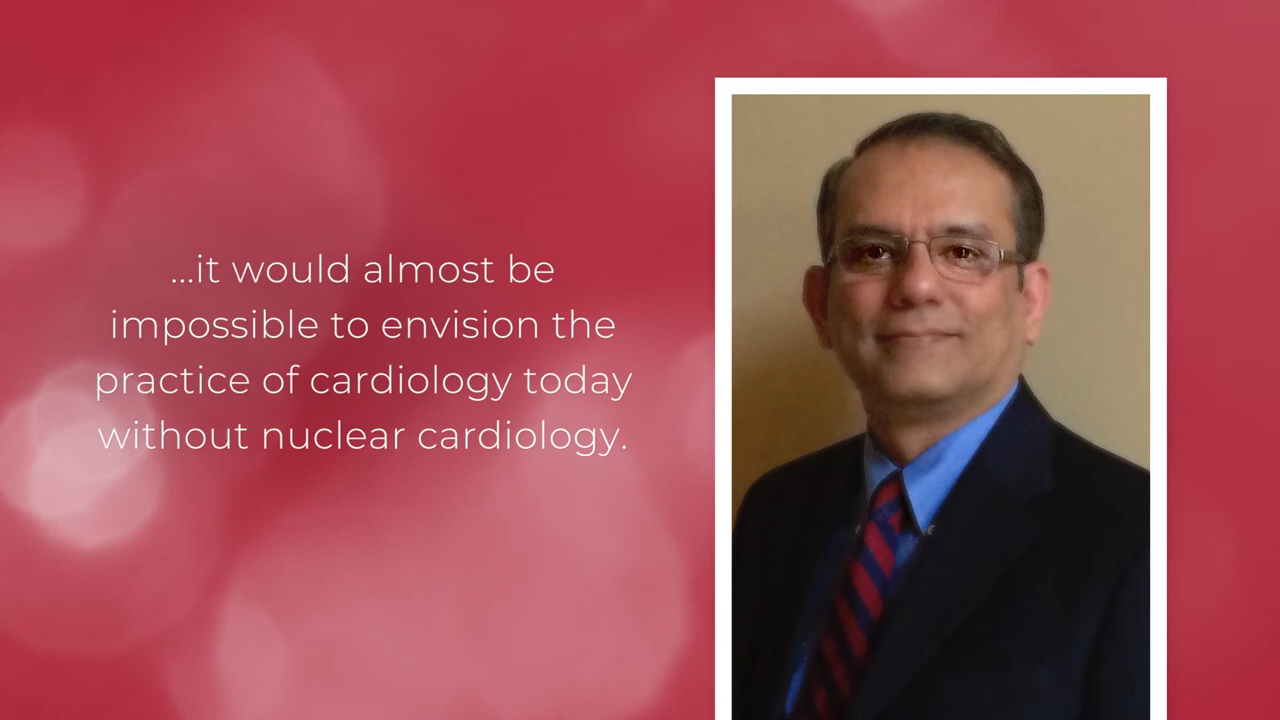 ...it would almost be
impossible to envision the
practice of cardiology today
without nuclear cardiology.